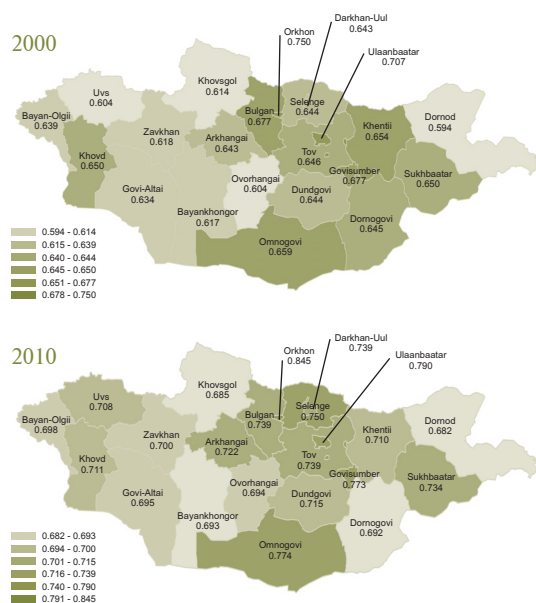 2000
Orkhon
0.750
Darkhan-Uul
0.643
Ulaanbaatar
0.707
Khovsgol
0.614
Uvs
0.604
Bayan-Olgii
0.639
Khovd
0.650
Zavkhan
0.618
Govi-Altai
0.634
Arkhangai
0.643
Bulgan
0.677
Selenge
0.644
Tov
0.646
Khentii
0.654
Dornod
0.594
Sukhbaatar
0.650
Govisumber
0.677
Ovorhangai
0.604
Dundgovi
0.644
Bayankhongor
0.617
Dornogovi
0.645
Omnogovi
0.659
0.594 - 0.614
0.615 - 0.639
0.640 - 0.644
0.645 - 0.650
0.651 - 0.677
0.678 - 0.750
2010
Orkhon
0.845
Darkhan-Uul
0.739
Ulaanbaatar
0.790
Khovsgol
0.685
Uvs
0.708
Bayan-Olgii
0.698
Khovd
0.711
Zavkhan
0.700
Govi-Altai
0.695
Arkhangai
0.722
Bulgan
0.739
Selenge
0.750
Tov
0.739
Khentii
0.710
Dornod
0.682
Sukhbaatar
0.734
Govisumber
0.773
Ovorhangai
0.694
Dundgovi
0.715
Bayankhongor
0.693
Dornogovi
0.692
Omnogovi
0.774
0.682 - 0.693
0.694 - 0.700
0.701 - 0.715
0.716 - 0.739
0.740 - 0.790
0.791 - 0.845